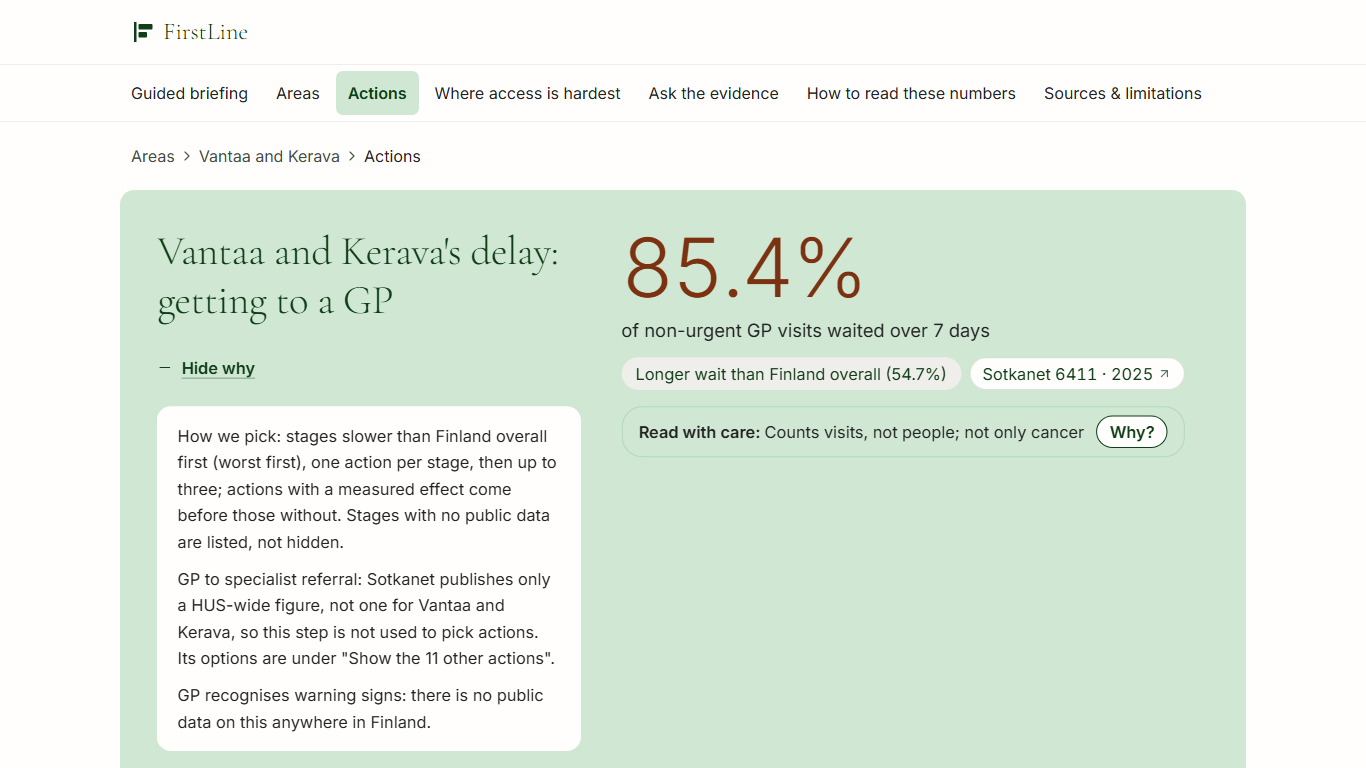 FirstLine
Guided briefing
Areas
Actions
Where access is hardest
Ask the evidence
How to read these numbers
Sources & limitations
Areas > Vantaa and Kerava > Actions
Vantaa and Kerava's delay:
getting to a GP
– Hide why
How we pick: stages slower than Finland overall
first (worst first), one action per stage, then up to
three; actions with a measured effect come
before those without. Stages with no public data
are listed, not hidden.
GP to specialist referral: Sotkanet publishes only
a HUS-wide figure, not one for Vantaa and
Kerava, so this step is not used to pick actions.
Its options are under "Show the 11 other actions".
GP recognises warning signs: there is no public
data on this anywhere in Finland.
85.4%
of non-urgent GP visits waited over 7 days
Longer wait than Finland overall (54.7%)
Sotkanet 6411 · 2025 ↗
Read with care: Counts visits, not people; not only cancer
Why?